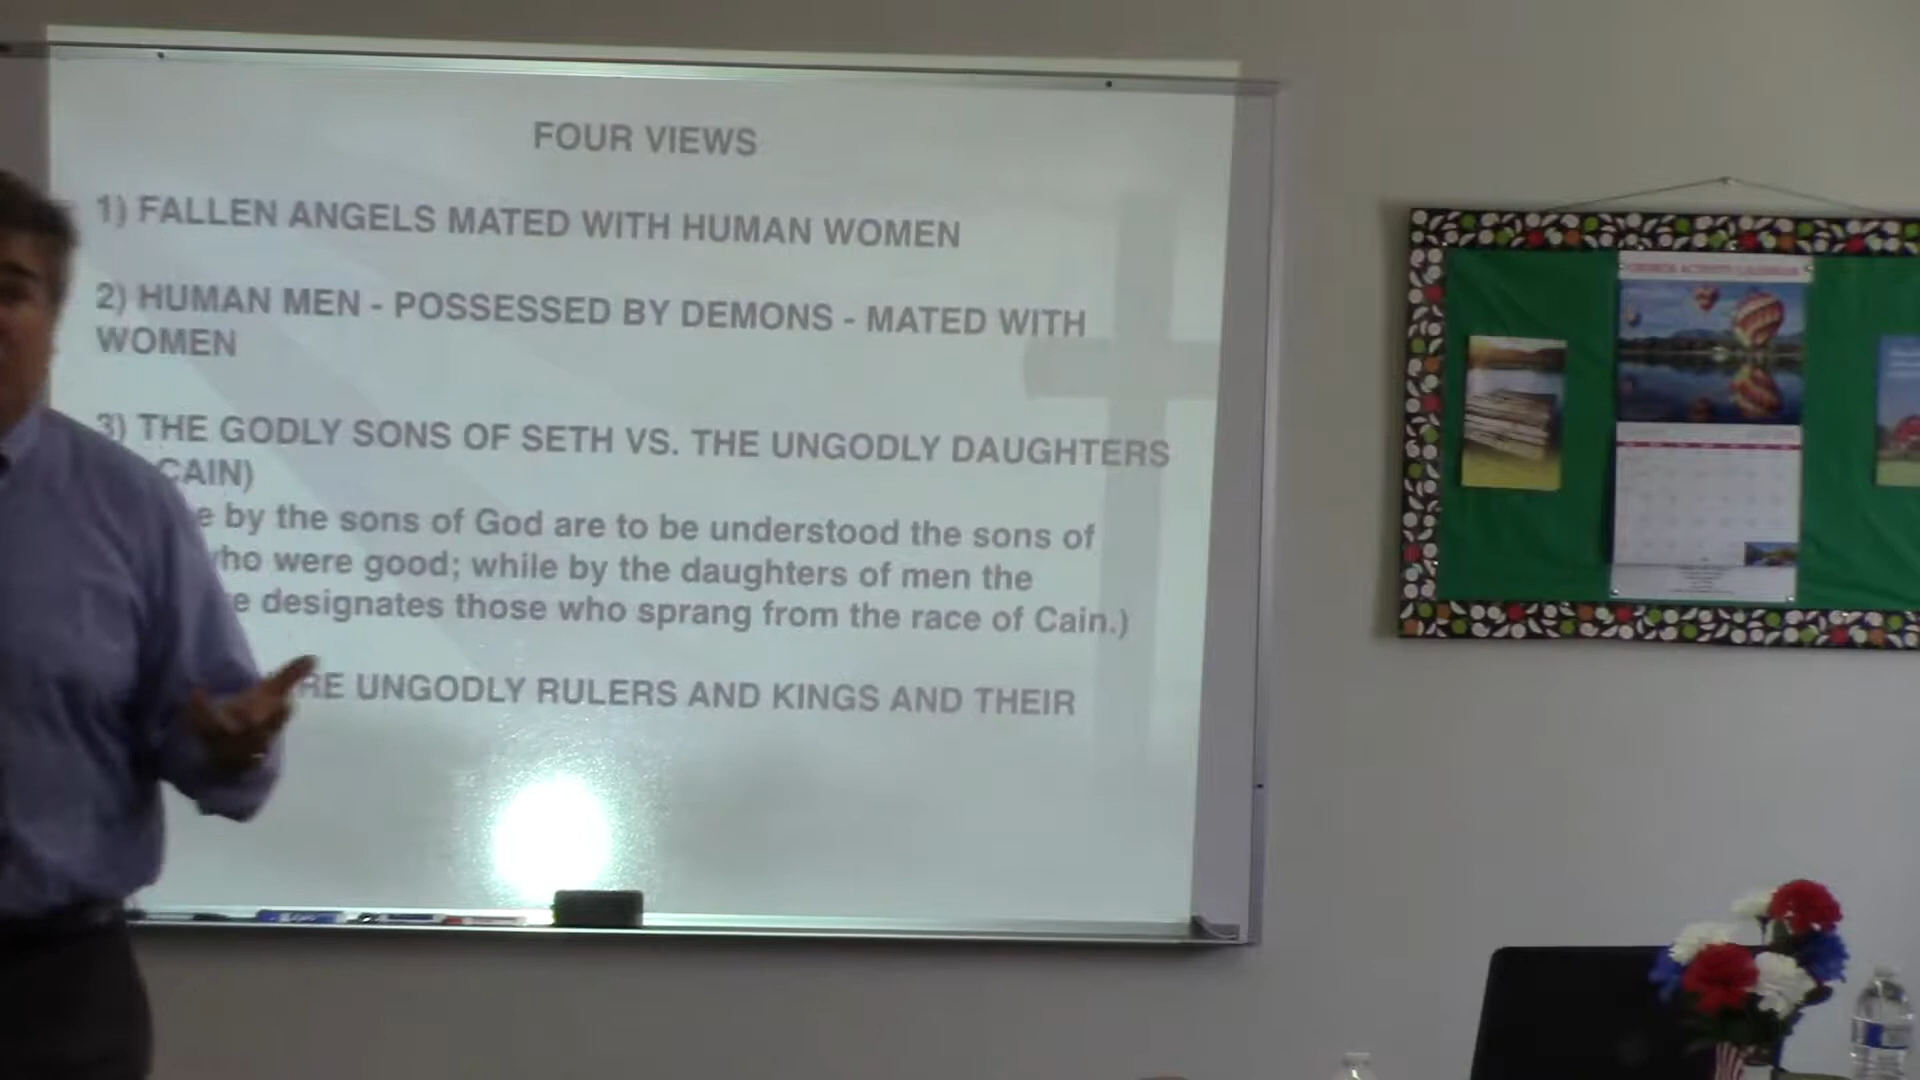 FOUR VIEWS
1) FALLEN ANGELS MATED WITH HUMAN WOMEN
2) HUMAN MEN - POSSESSED BY DEMONS - MATED WITH
WOMEN
3) THE GODLY SONS OF SETH VS. THE UNGODLY DAUGHTERS
CAIN)
e by the sons of God are to be understood the sons of
ho were good; while by the daughters of men the
e designates those who sprang from the race of Cain.)
RE UNGODLY RULERS AND KINGS AND THEIR